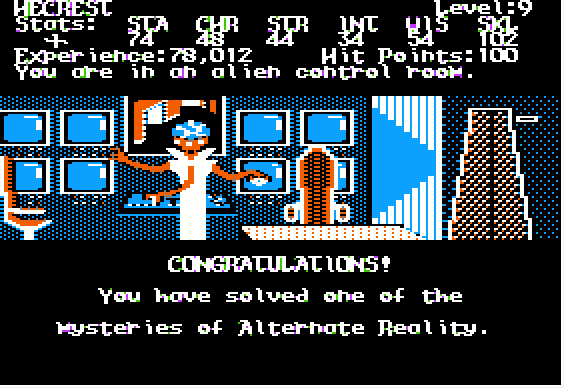 HECREST Level:9
Stats: STA CHR STR INT WIS SKL
+ 74 48 44 34 54 102
Experience:78,012 Hit Points:100
You are in an alien control room.
CONGRATULATIONS!
You have solved one of the
mysteries of Alternate Reality.